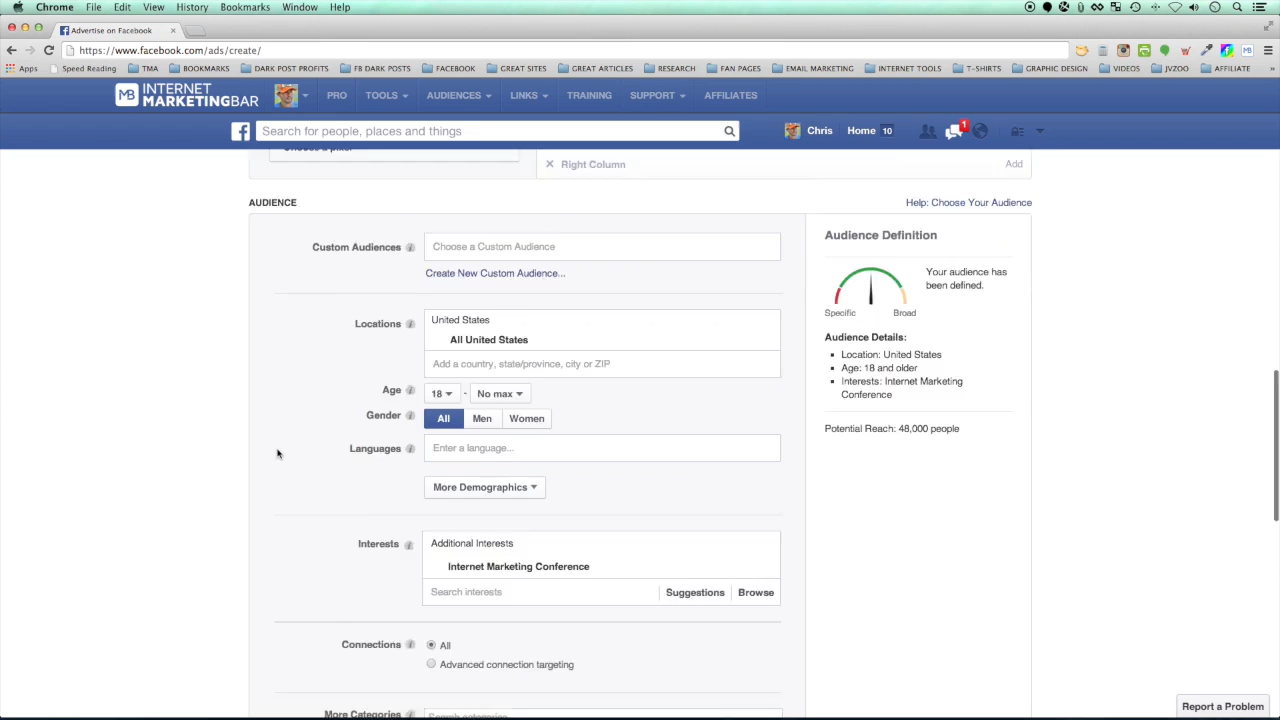 Chrome File Edit View History Bookmarks Window Help
Advertise on Facebook
https://www.facebook.com/ads/create/
Apps Speed Reading TMA BOOKMARKS DARK POST PROFITS FB DARK POSTS FACEBOOK GREAT SITES GREAT ARTICLES RESEARCH FAN PAGES EMAIL MARKETING INTERNET TOOLS T-SHIRTS GRAPHIC DESIGN VIDEOS JVZOO AFFILIATE »
MB INTERNET MARKETINGBAR PRO TOOLS AUDIENCES LINKS TRAINING SUPPORT AFFILIATES
Search for people, places and things Chris Home 10 1
Choose a pixel
Right Column Add
AUDIENCE Help: Choose Your Audience
Custom Audiences Choose a Custom Audience
Create New Custom Audience...
Locations United States
All United States
Add a country, state/province, city or ZIP
Age 18 - No max
Gender All Men Women
Languages Enter a language...
More Demographics
Interests Additional Interests
Internet Marketing Conference
Search interests Suggestions Browse
Connections All
Advanced connection targeting
More Categories Search categories
Audience Definition
Your audience has
been defined.
Specific Broad
Audience Details:
Location: United States
Age: 18 and older
Interests: Internet Marketing
Conference
Potential Reach: 48,000 people
Report a Problem